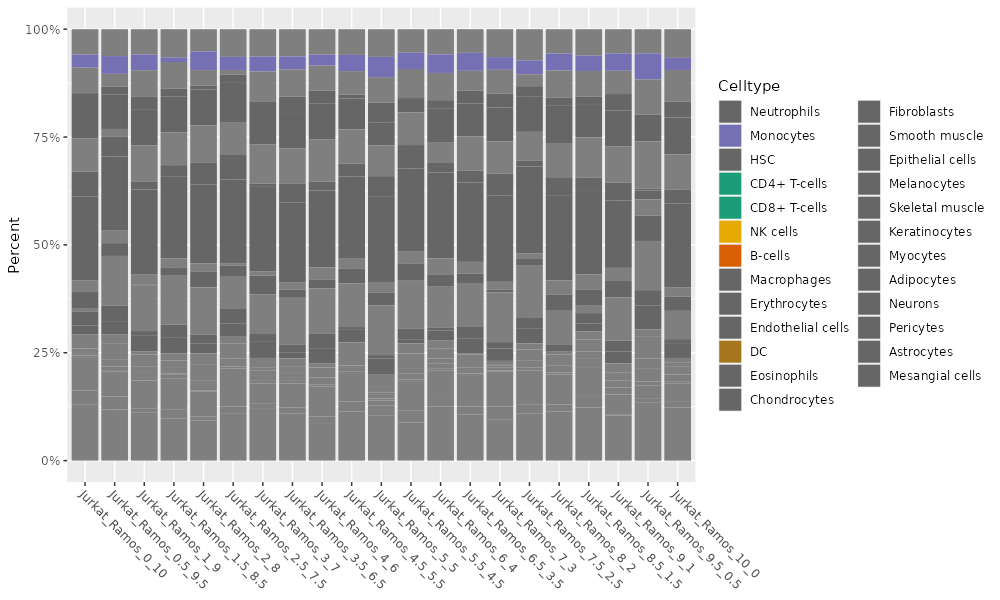 100%
75%
50%
25%
0%
Percent
Jurkat_Ramos_0_10
Jurkat_Ramos_0.5_9.5
Jurkat_Ramos_1_9
Jurkat_Ramos_1.5_8.5
Jurkat_Ramos_2_8
Jurkat_Ramos_2.5_7.5
Jurkat_Ramos_3_7
Jurkat_Ramos_3.5_6.5
Jurkat_Ramos_4_6
Jurkat_Ramos_4.5_5.5
Jurkat_Ramos_5_5
Jurkat_Ramos_5.5_4.5
Jurkat_Ramos_6_4
Jurkat_Ramos_6.5_3.5
Jurkat_Ramos_7_3
Jurkat_Ramos_7.5_2.5
Jurkat_Ramos_8_2
Jurkat_Ramos_8.5_1.5
Jurkat_Ramos_9_1
Jurkat_Ramos_9.5_0.5
Jurkat_Ramos_10_0
Celltype
Neutrophils
Monocytes
HSC
CD4+ T-cells
CD8+ T-cells
NK cells
B-cells
Macrophages
Erythrocytes
Endothelial cells
DC
Eosinophils
Chondrocytes
Fibroblasts
Smooth muscle
Epithelial cells
Melanocytes
Skeletal muscle
Keratinocytes
Myocytes
Adipocytes
Neurons
Pericytes
Astrocytes
Mesangial cells